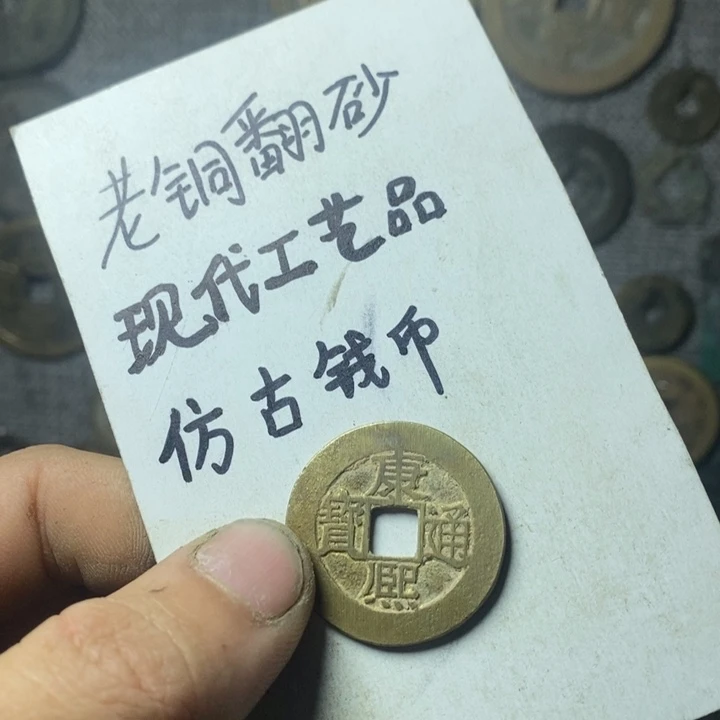 老铜翻砂
现代工艺品
仿古钱币
康熙通寶